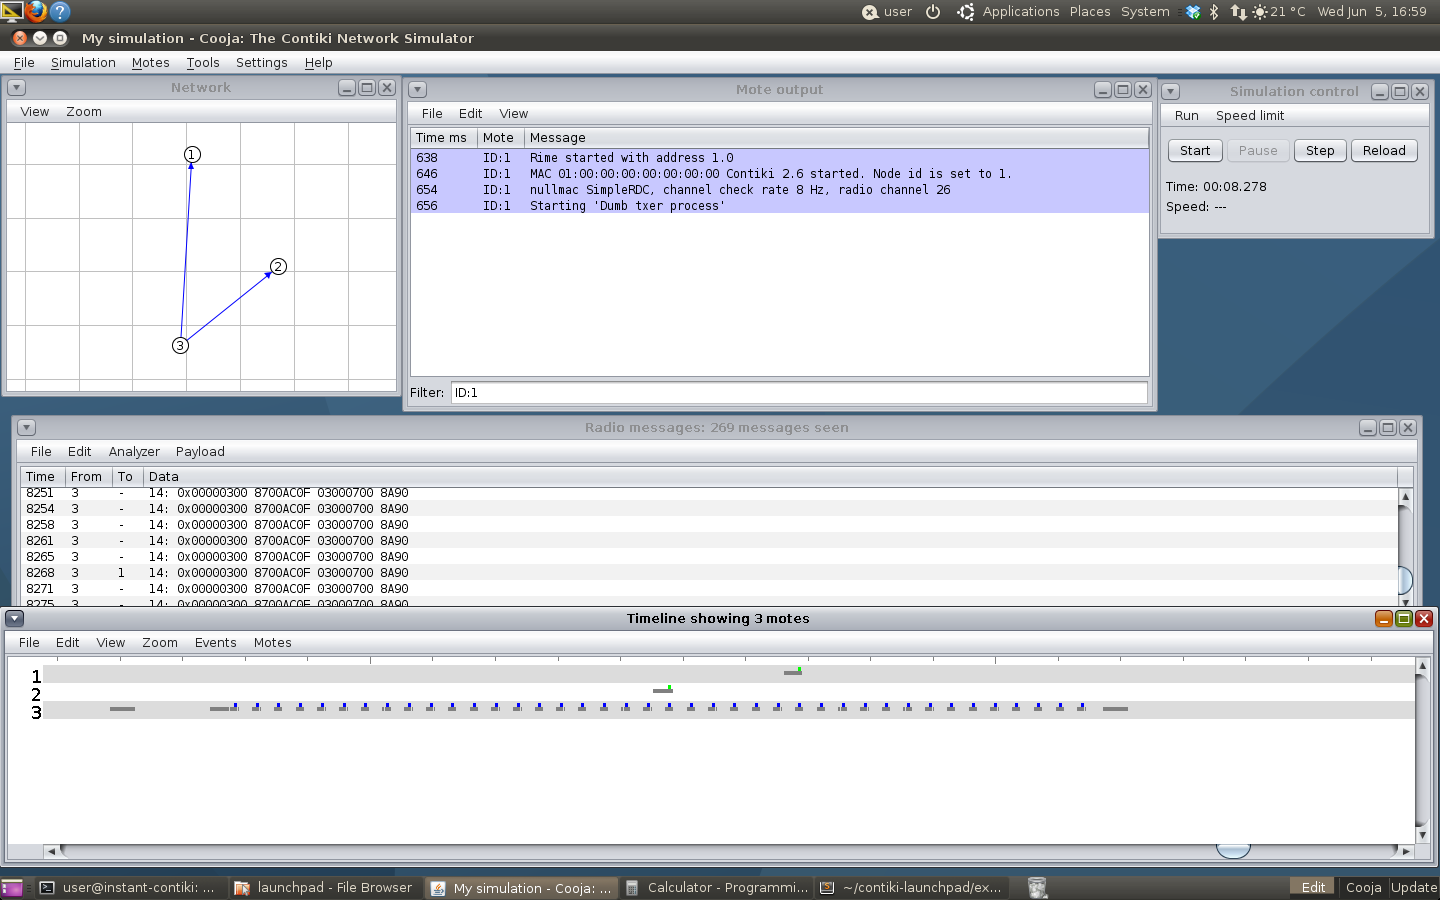 user Applications Places System 21 °C Wed Jun 5, 16:59
My simulation - Cooja: The Contiki Network Simulator
File Simulation Motes Tools Settings Help
Network
View Zoom
1
2
3
Mote output
File Edit View
Time ms Mote Message
638 ID:1 Rime started with address 1.0
646 ID:1 MAC 01:00:00:00:00:00:00:00 Contiki 2.6 started. Node id is set to 1.
654 ID:1 nullmac SimpleRDC, channel check rate 8 Hz, radio channel 26
656 ID:1 Starting 'Dumb txer process'
Filter: ID:1
Simulation control
Run Speed limit
Start Pause Step Reload
Time: 00:08.278
Speed: ---
Radio messages: 269 messages seen
File Edit Analyzer Payload
Time From To Data
8251 3 - 14: 0x00000300 8700AC0F 03000700 8A90
8254 3 - 14: 0x00000300 8700AC0F 03000700 8A90
8258 3 - 14: 0x00000300 8700AC0F 03000700 8A90
8261 3 - 14: 0x00000300 8700AC0F 03000700 8A90
8265 3 - 14: 0x00000300 8700AC0F 03000700 8A90
8268 3 1 14: 0x00000300 8700AC0F 03000700 8A90
8271 3 - 14: 0x00000300 8700AC0F 03000700 8A90
8275 3 - 14: 0x00000300 8700AC0F 03000700 8A90
Timeline showing 3 motes
File Edit View Zoom Events Motes
1
2
3
user@instant-contiki: ... launchpad - File Browser My simulation - Cooja: ... Calculator - Programmi... ~/contiki-launchpad/ex... Edit Cooja Update